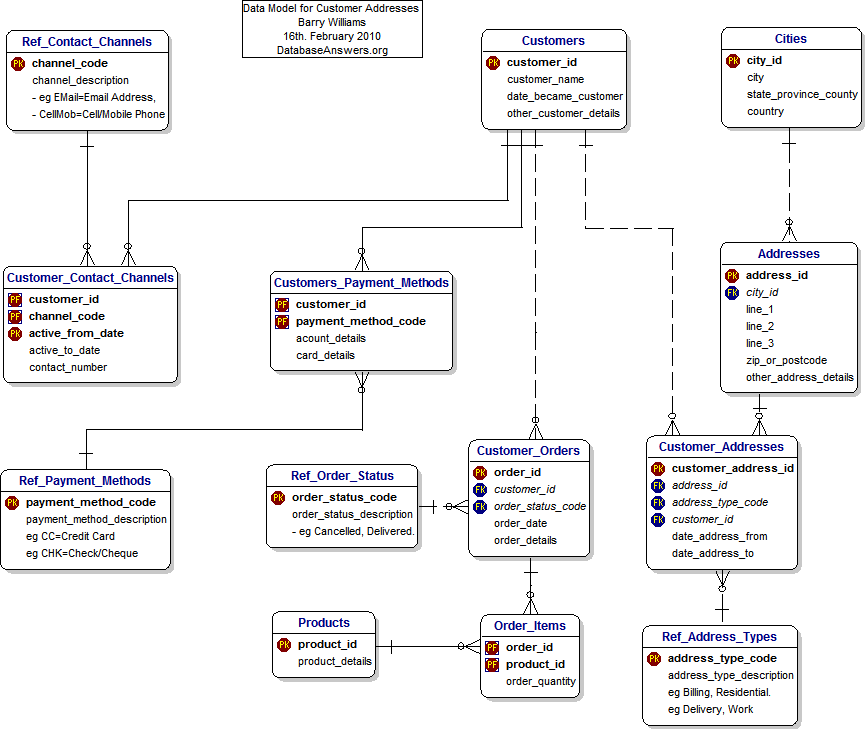 Data Model for Customer Addresses
Barry Williams
16th. February 2010
DatabaseAnswers.org
Ref_Contact_Channels
PK channel_code
channel_description
- eg EMail=Email Address,
- CellMob=Cell/Mobile Phone
Customers
PK customer_id
customer_name
date_became_customer
other_customer_details
Cities
PK city_id
city
state_province_county
country
Customer_Contact_Channels
PF customer_id
PF channel_code
PK active_from_date
active_to_date
contact_number
Customers_Payment_Methods
PF customer_id
PF payment_method_code
acount_details
card_details
Addresses
PK address_id
FK city_id
line_1
line_2
line_3
zip_or_postcode
other_address_details
Ref_Payment_Methods
PK payment_method_code
payment_method_description
eg CC=Credit Card
eg CHK=Check/Cheque
Ref_Order_Status
PK order_status_code
order_status_description
- eg Cancelled, Delivered.
Customer_Orders
PK order_id
FK customer_id
FK order_status_code
order_date
order_details
Customer_Addresses
PK customer_address_id
FK address_id
FK address_type_code
FK customer_id
date_address_from
date_address_to
Products
PK product_id
product_details
Order_Items
PF order_id
PF product_id
order_quantity
Ref_Address_Types
PK address_type_code
address_type_description
eg Billing, Residential.
eg Delivery, Work